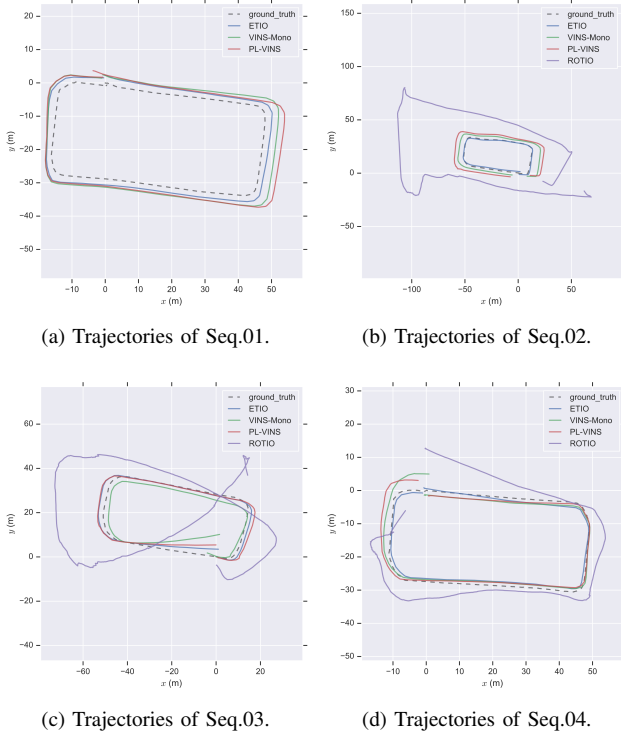 20
10
0
−10
−20
−30
−40
−50
y (m)
−10 0 10 20 30 40 50
x (m)
ground_truth
ETIO
VINS-Mono
PL-VINS
(a) Trajectories of Seq.01.
150
100
50
0
−50
y (m)
−100 −50 0 50
x (m)
ground_truth
ETIO
VINS-Mono
PL-VINS
ROTIO
(b) Trajectories of Seq.02.
60
40
20
0
−20
−40
y (m)
−60 −40 −20 0 20
x (m)
ground_truth
ETIO
VINS-Mono
PL-VINS
ROTIO
(c) Trajectories of Seq.03.
30
20
10
0
−10
−20
−30
−40
−50
y (m)
−10 0 10 20 30 40 50
x (m)
ground_truth
ETIO
VINS-Mono
PL-VINS
ROTIO
(d) Trajectories of Seq.04.